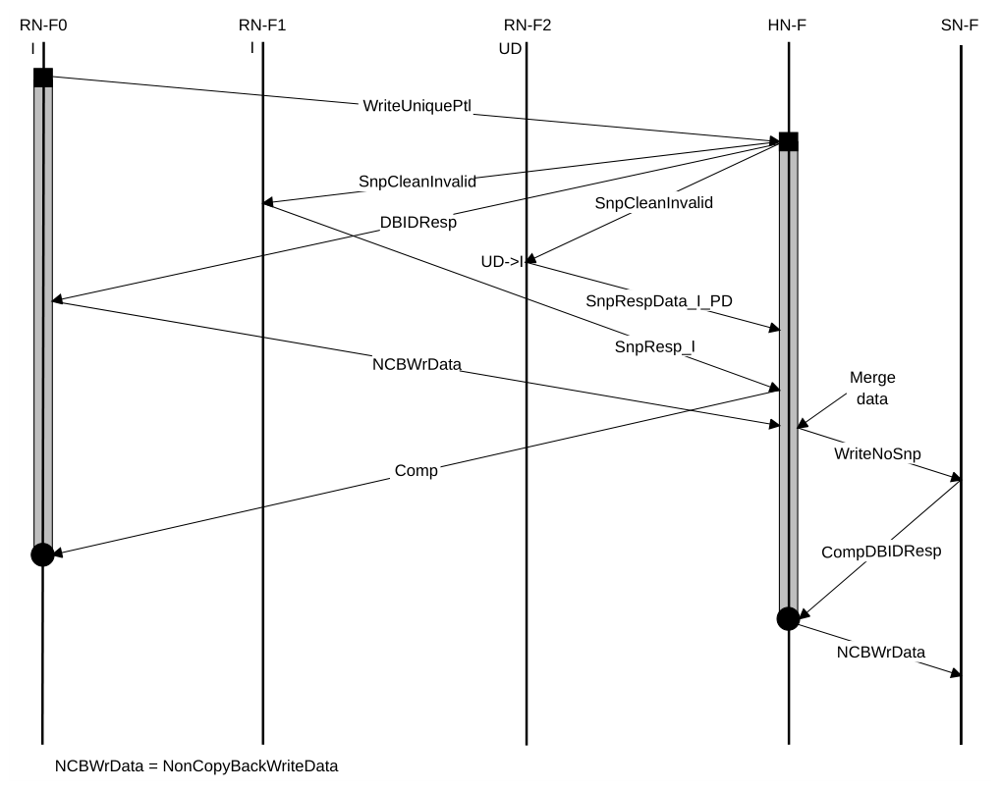 RN-F0 RN-F1 RN-F2 HN-F SN-F
I I UD
WriteUniquePtl
SnpCleanInvalid
SnpCleanInvalid
DBIDResp
UD->I
SnpRespData_I_PD
SnpResp_I
NCBWrData
Merge
data
WriteNoSnp
Comp
CompDBIDResp
NCBWrData
NCBWrData = NonCopyBackWriteData